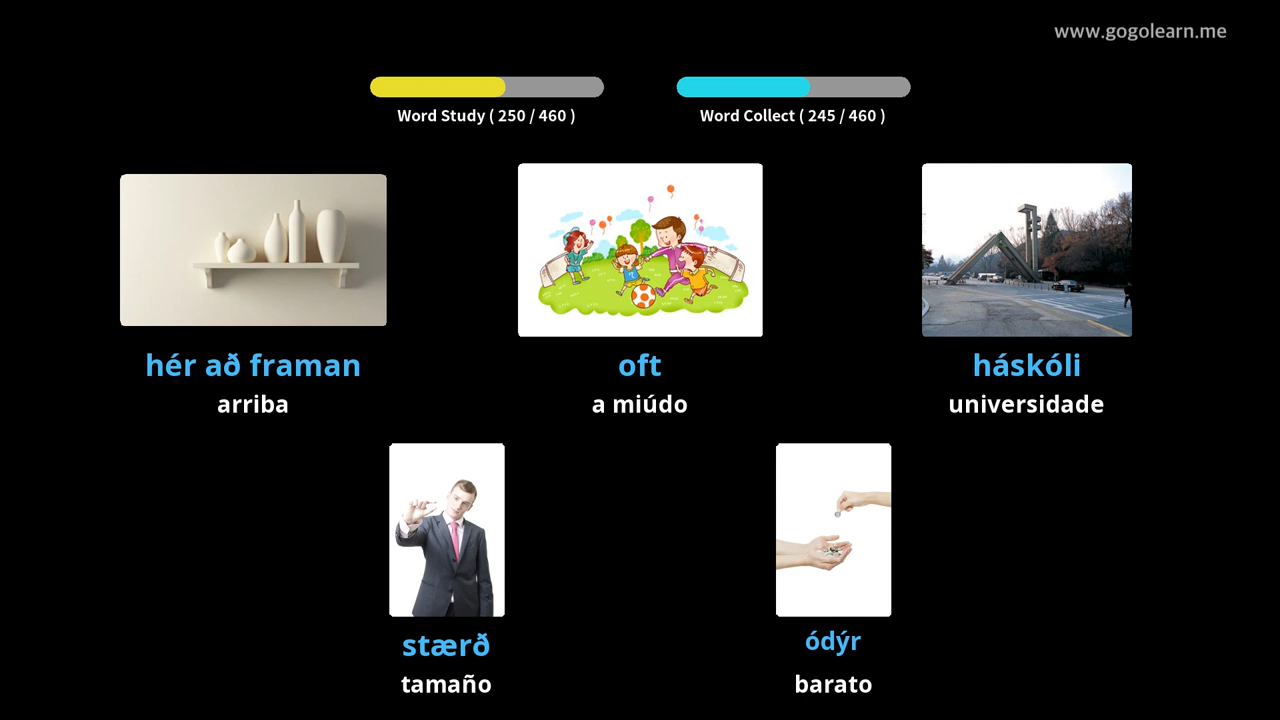 www.gogolearn.me
Word Study ( 250 / 460 )
Word Collect ( 245 / 460 )
hér að framan
arriba
oft
a miúdo
háskóli
universidade
stærð
tamaño
ódýr
barato